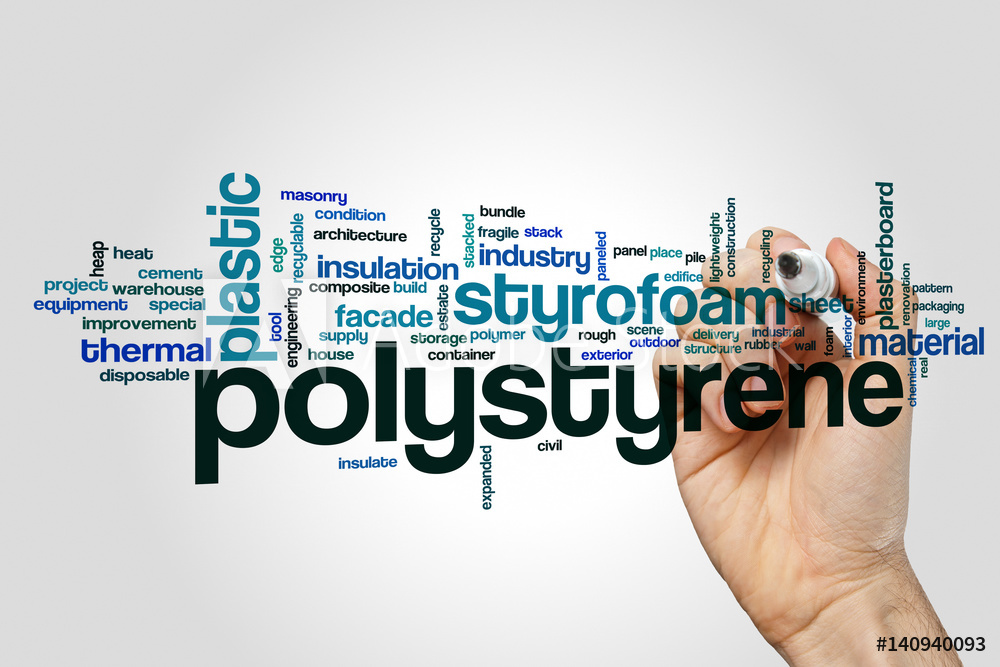 masonry
condition
architecture
plastic
edge
recyclable
recycle
stacked
bundle
fragile stack
industry
paneled
panel place pile
lightweight
construction
recycling
plasterboard
heap
heat
cement
project warehouse
equipment special
improvement
thermal
disposable
insulation
composite build
facade
estate
tool
engineering
supply
house
storage polymer
container
styrofoam
edifice
sheet
environment
renovation
pattern
packaging
large
material
rough
scene
outdoor
exterior
delivery
structure
industrial
rubber wall
foam
interior
chemical
real
polystyrene
insulate
expanded
civil
Adobe Stock
#140940093